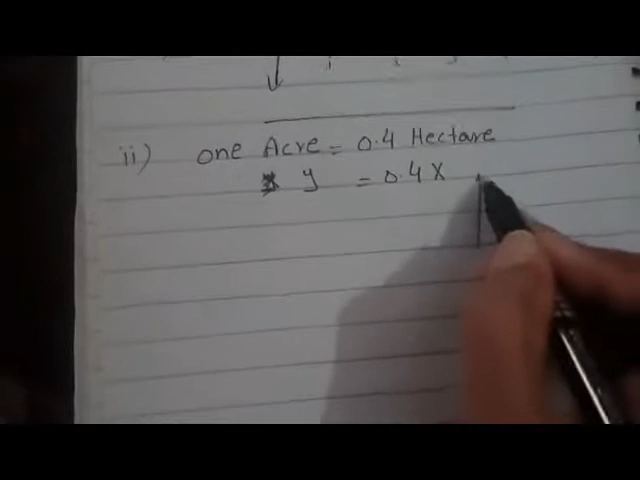 ii) one Acre = 0.4 Hectare
y = 0.4 X